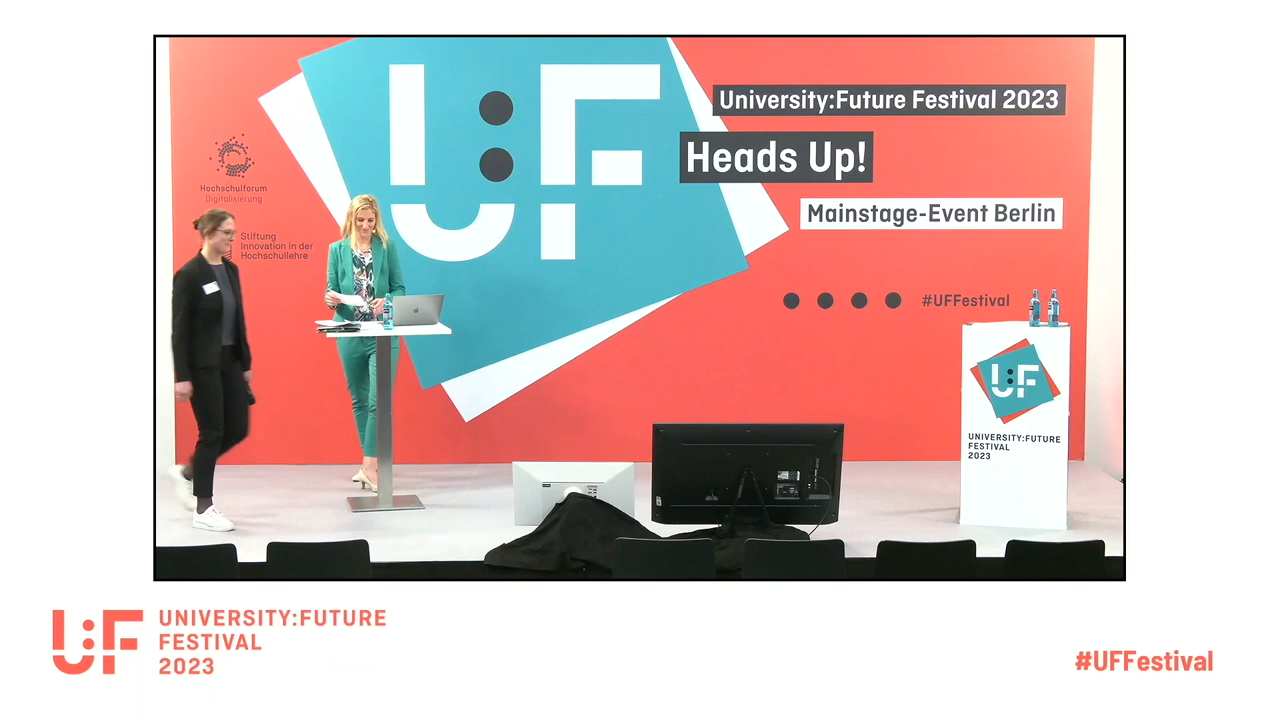 U:F
University:Future Festival 2023
Heads Up!
Mainstage-Event Berlin
#UFFestival
Hochschulforum
Digitalisierung
Stiftung
Innovation in der
Hochschullehre
U:F
UNIVERSITY:FUTURE
FESTIVAL
2023
U:F
UNIVERSITY:FUTURE
FESTIVAL
2023
#UFFestival